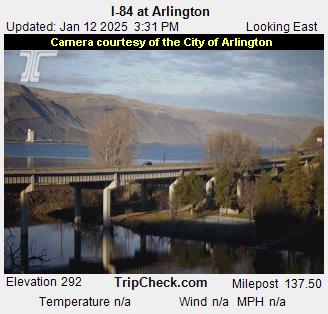 I-84 at Arlington
Updated: Jan 12 2025 3:31 PM Looking East
Camera courtesy of the City of Arlington
Elevation 292 TripCheck.com Milepost 137.50
Temperature n/a Wind n/a MPH n/a